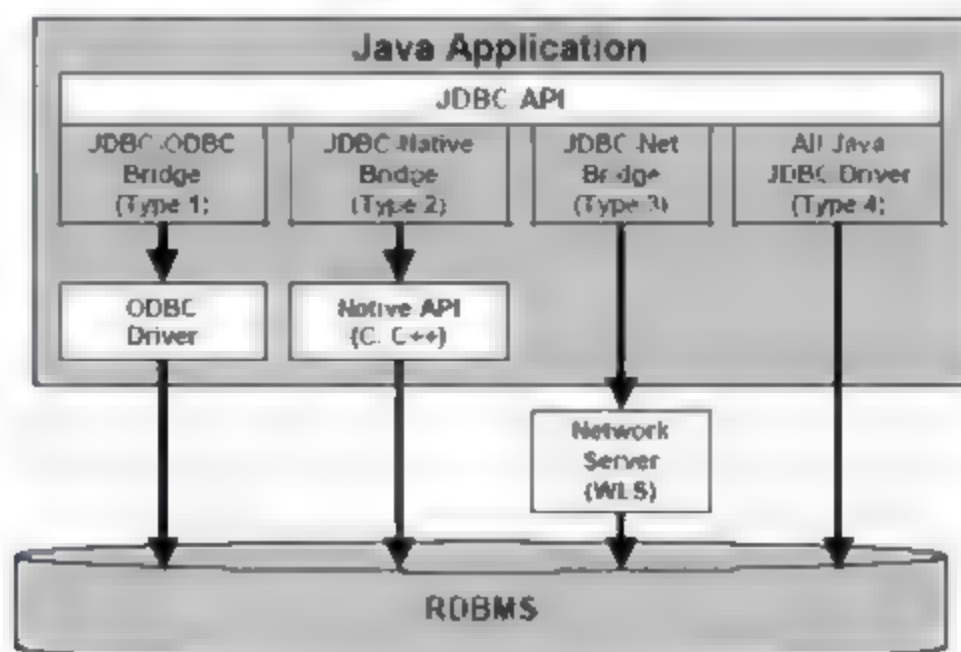 Java Application
JDBC API
JDBC-ODBC
Bridge
(Type 1)
JDBC-Native
Bridge
(Type 2)
JDBC-Net
Bridge
(Type 3)
All Java
JDBC Driver
(Type 4)
ODBC
Driver
Native API
(C, C++)
Network
Server
(WLS)
RDBMS